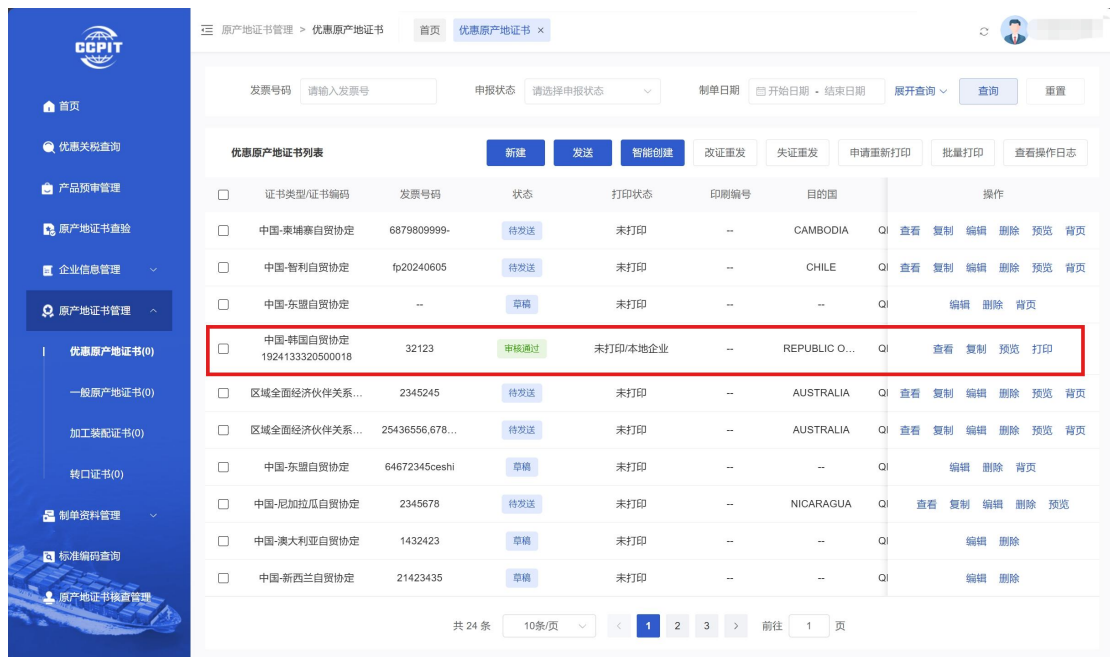 CCPIT
首页
优惠关税查询
产品预审管理
原产地证书查验
企业信息管理
原产地证书管理
优惠原产地证书(0)
一般原产地证书(0)
加工装配证书(0)
转口证书(0)
制单资料管理
标准编码查询
原产地证书核查管理
原产地证书管理 > 优惠原产地证书 首页 优惠原产地证书 ×
发票号码 请输入发票号 申报状态 请选择申报状态 制单日期 开始日期 - 结束日期 展开查询 查询 重置
优惠原产地证书列表 新建 发送 智能创建 改证重发 失证重发 申请重新打印 批量打印 查看操作日志
证书类型/证书编码 发票号码 状态 打印状态 印刷编号 目的国 操作
中国-柬埔寨自贸协定 6879809999- 待发送 未打印 -- CAMBODIA 查看 复制 编辑 删除 预览 背页
中国-智利自贸协定 fp20240605 待发送 未打印 -- CHILE 查看 复制 编辑 删除 预览 背页
中国-东盟自贸协定 -- 草稿 未打印 -- -- 编辑 删除 背页
中国-韩国自贸协定
1924133320500018 32123 审核通过 未打印/本地企业 -- REPUBLIC O... 查看 复制 预览 打印
区域全面经济伙伴关系... 2345245 待发送 未打印 -- AUSTRALIA 查看 复制 编辑 删除 预览 背页
区域全面经济伙伴关系... 25436556,678... 待发送 未打印 -- AUSTRALIA 查看 复制 编辑 删除 预览 背页
中国-东盟自贸协定 64672345ceshi 草稿 未打印 -- -- 编辑 删除 背页
中国-尼加拉瓜自贸协定 2345678 待发送 未打印 -- NICARAGUA 查看 复制 编辑 删除 预览
中国-澳大利亚自贸协定 1432423 草稿 未打印 -- -- 编辑 删除
中国-新西兰自贸协定 21423435 草稿 未打印 -- -- 编辑 删除
共 24 条 10条/页 < 1 2 3 > 前往 1 页